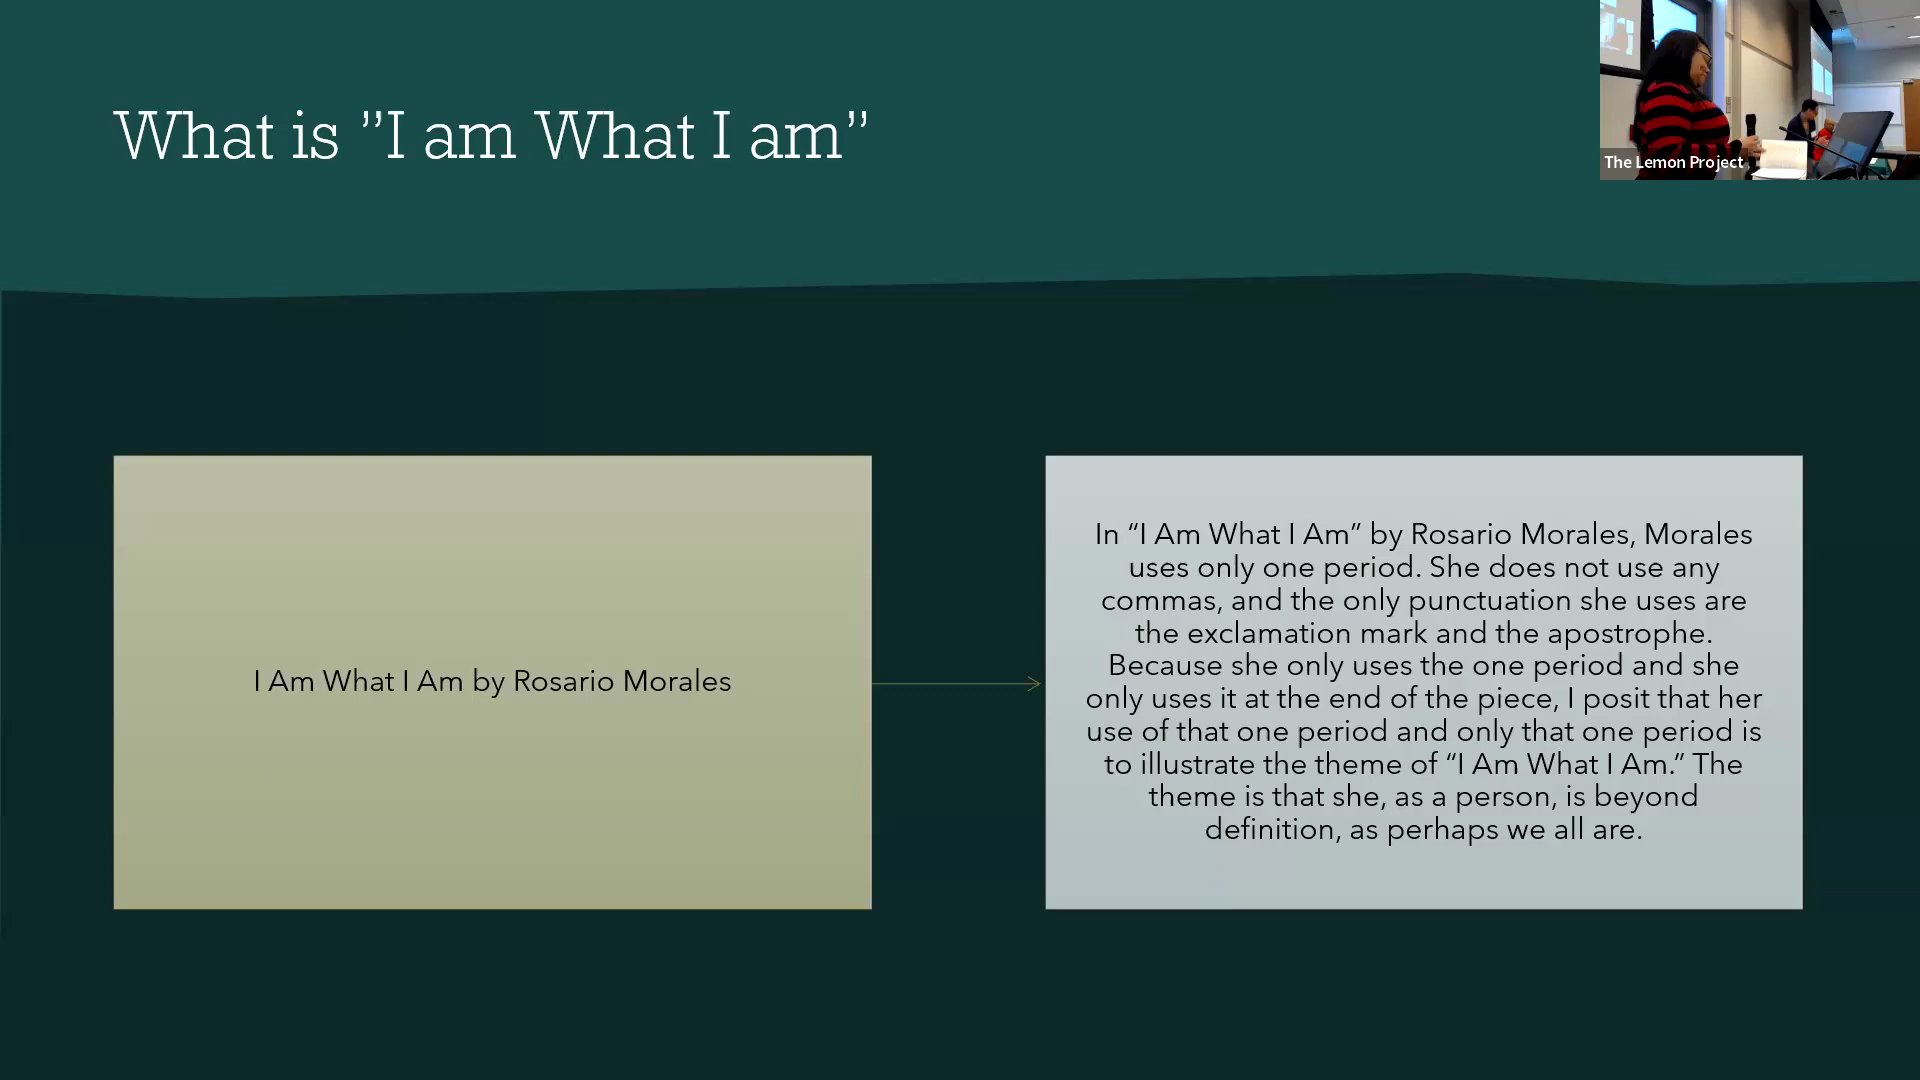 What is ”I am What I am”
The Lemon Project
I Am What I Am by Rosario Morales
In “I Am What I Am” by Rosario Morales, Morales
uses only one period. She does not use any
commas, and the only punctuation she uses are
the exclamation mark and the apostrophe.
Because she only uses the one period and she
only uses it at the end of the piece, I posit that her
use of that one period and only that one period is
to illustrate the theme of “I Am What I Am.” The
theme is that she, as a person, is beyond
definition, as perhaps we all are.